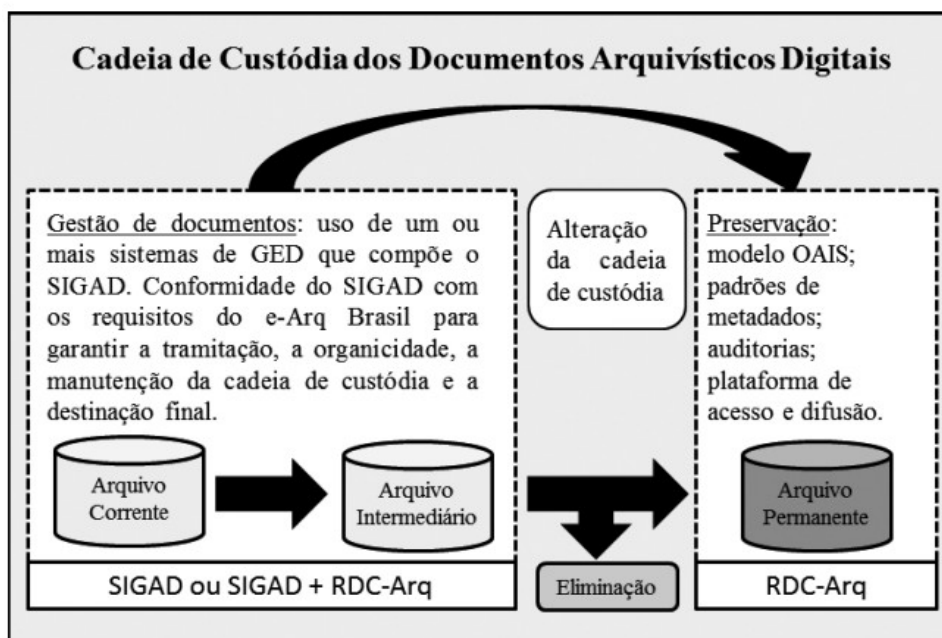 Cadeia de Custódia dos Documentos Arquivísticos Digitais
Gestão de documentos: uso de um ou
mais sistemas de GED que compõe o
SIGAD. Conformidade do SIGAD com
os requisitos do e-Arq Brasil para
garantir a tramitação, a organicidade, a
manutenção da cadeia de custódia e a
destinação final.
Arquivo
Corrente
Arquivo
Intermediário
SIGAD ou SIGAD + RDC-Arq
Alteração
da cadeia
de custódia
Eliminação
Preservação:
modelo OAIS;
padrões de
metadados;
auditorias;
plataforma de
acesso e difusão.
Arquivo
Permanente
RDC-Arq